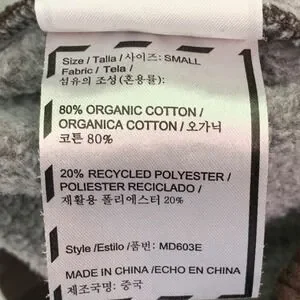 Size / Talla / 사이즈: SMALL
Fabric / Tela /
섬유의 조성(혼용률):
80% ORGANIC COTTON /
ORGANICA COTTON / 오가닉
코튼 80%
20% RECYCLED POLYESTER /
POLIESTER RECICLADO /
재활용 폴리에스터 20%
Style /Estilo /품번: MD603E
MADE IN CHINA /ECHO EN CHINA
제조국명: 중국